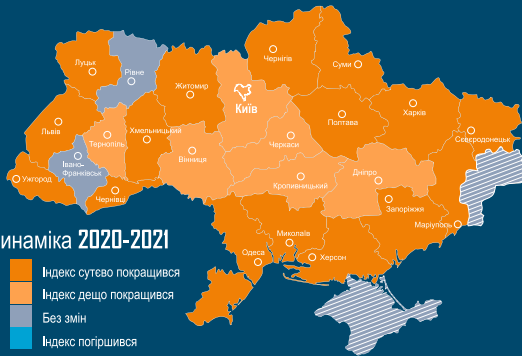 Чернігів
Суми
Луцьк
Рівне
Житомир
Київ
Полтава
Харків
Сєвєродонецьк
Львів
Тернопіль
Хмельницький
Вінниця
Черкаси
Івано-
Франківськ
Ужгород
Чернівці
Кропивницький
Дніпро
Запоріжжя
Маріуполь
Миколаїв
Одеса
Херсон
инаміка 2020-2021
Індекс сутєво покращився
Індекс дещо покращився
Без змін
Індекс погіршився